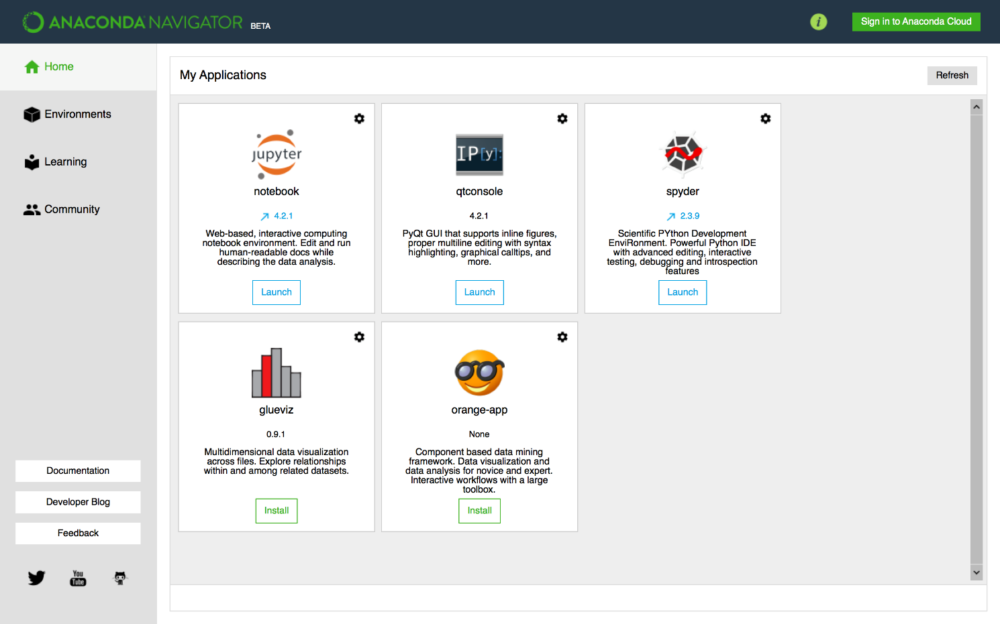 ANACONDA NAVIGATOR BETA
i
Sign in to Anaconda Cloud
Home
Environments
Learning
Community
Documentation
Developer Blog
Feedback
You
Tube
My Applications
Refresh
jupyter
notebook
4.2.1
Web-based, interactive computing
notebook environment. Edit and run
human-readable docs while
describing the data analysis.
Launch
IP[y]:
qtconsole
4.2.1
PyQt GUI that supports inline figures,
proper multiline editing with syntax
highlighting, graphical calltips, and
more.
Launch
spyder
2.3.9
Scientific PYthon Development
EnviRonment. Powerful Python IDE
with advanced editing, interactive
testing, debugging and introspection
features
Launch
glueviz
0.9.1
Multidimensional data visualization
across files. Explore relationships
within and among related datasets.
Install
orange-app
None
Component based data mining
framework. Data visualization and
data analysis for novice and expert.
Interactive workflows with a large
toolbox.
Install